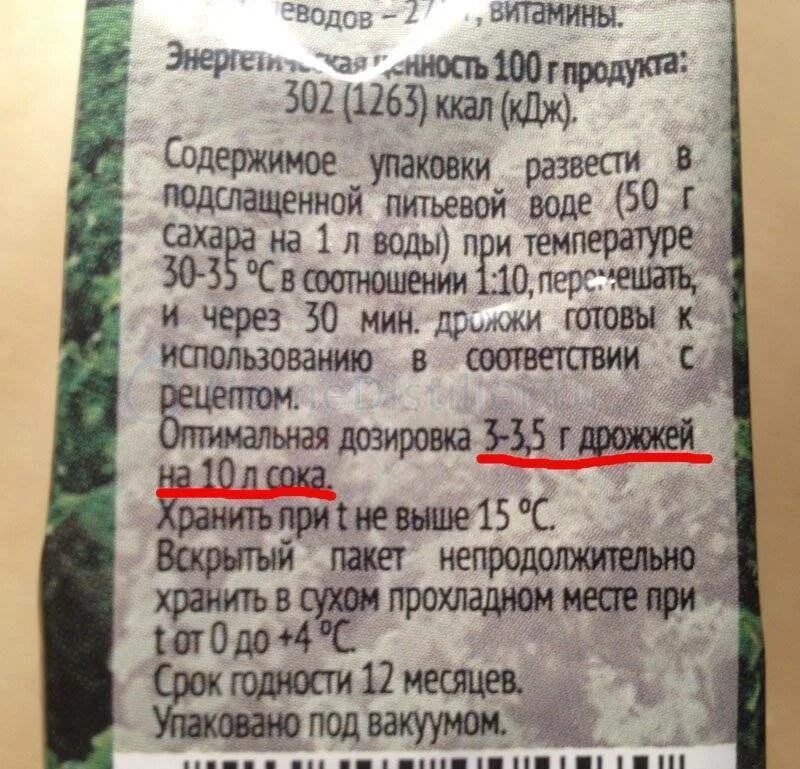 еводов – 27 г, витамины.
Энергетическая ценность 100 г продукта:
302 (1263) ккал (кДж).
Содержимое упаковки развести в
подслащенной питьевой воде (50 г
сахара на 1 л воды) при температуре
30-35 °С в соотношении 1:10, перемешать,
и через 30 мин. дрожжи готовы к
использованию в соответствии с
рецептом.
Оптимальная дозировка 3-3,5 г дрожжей
на 10 л сока.
Хранить при t не выше 15 °С.
Вскрытый пакет непродолжительно
хранить в сухом прохладном месте при
t от 0 до +4 °С.
Срок годности 12 месяцев.
Упаковано под вакуумом.